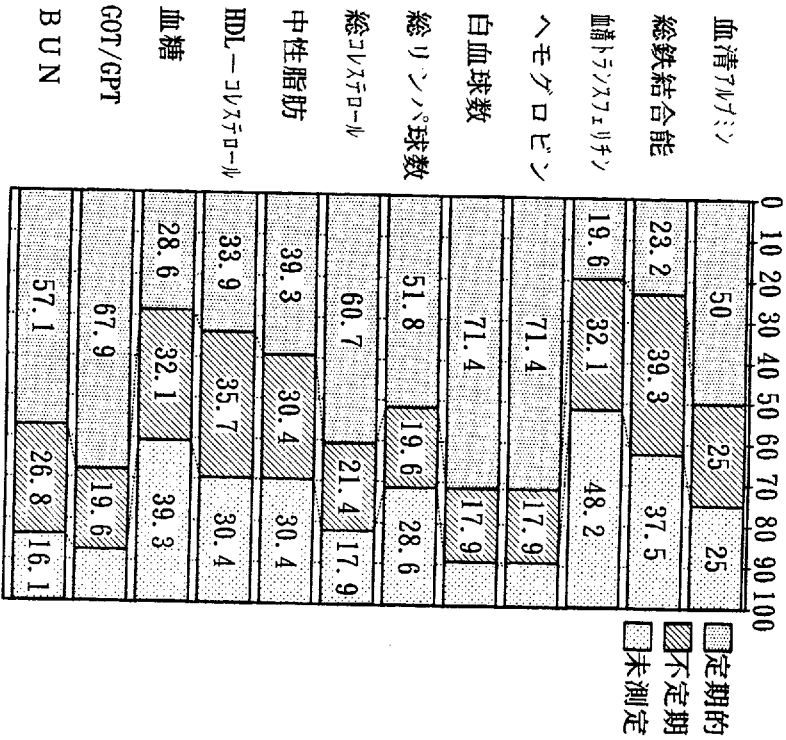 0 10 20 30 40 50 60 70 80 90 100
血清アルブミン 50 25 25
総鉄結合能 23.2 39.3 37.5
血清トランスフェリチン 19.6 32.1 48.2
ヘモグロビン 71.4 17.9
白血球数 71.4 17.9
総リンパ球数 51.8 19.6 28.6
総コレステロール 60.7 21.4 17.9
中性脂肪 39.3 30.4 30.4
HDLーコレステロール 33.9 35.7 30.4
血糖 28.6 32.1 39.3
GOT/GPT 67.9 19.6
BUN 57.1 26.8 16.1
定期的
不定期
未測定